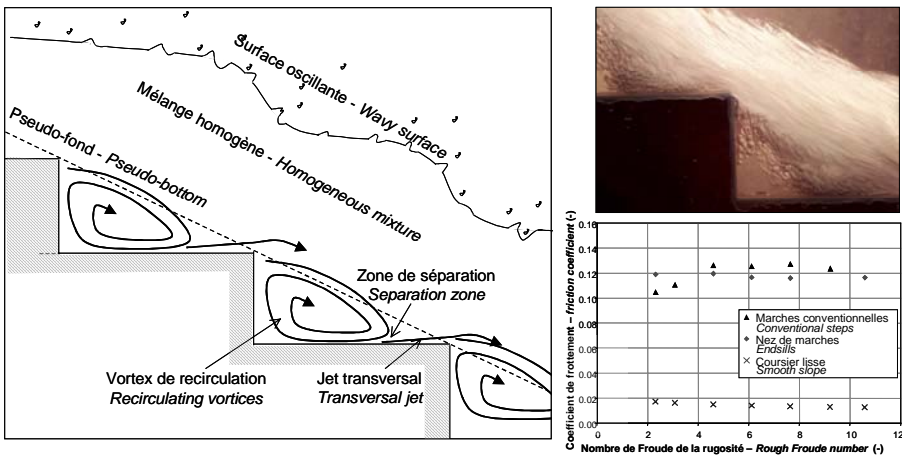 Surface oscillante - Wavy surface
Mélange homogène - Homogeneous mixture
Pseudo-fond - Pseudo-bottom
Zone de séparation
Separation zone
Vortex de recirculation
Recirculating vortices
Jet transversal
Transversal jet
Coefficient de frottement – friction coefficient (-)
0.16
0.14
0.12
0.10
0.08
0.06
0.04
0.02
0.00
Marches conventionnelles
Conventional steps
Nez de marches
Endsills
Coursier lisse
Smooth slope
0 2 4 6 8 10 12
Nombre de Froude de la rugosité – Rough Froude number (-)